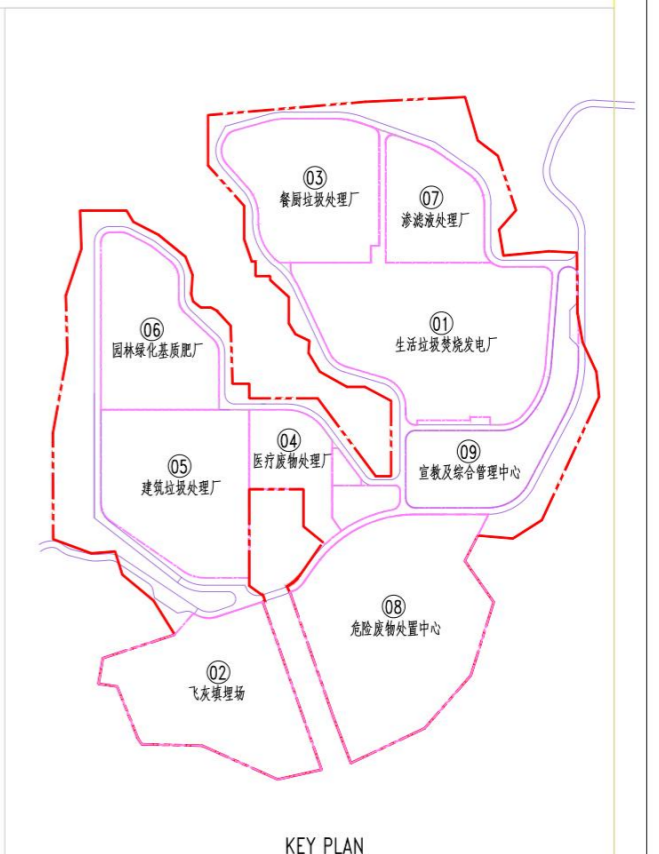 03
餐厨垃圾处理厂
07
渗滤液处理厂
01
生活垃圾焚烧发电厂
06
园林绿化基质肥厂
04
医疗废物处理厂
09
宣教及综合管理中心
05
建筑垃圾处理厂
08
危险废物处置中心
02
飞灰填埋场
KEY PLAN